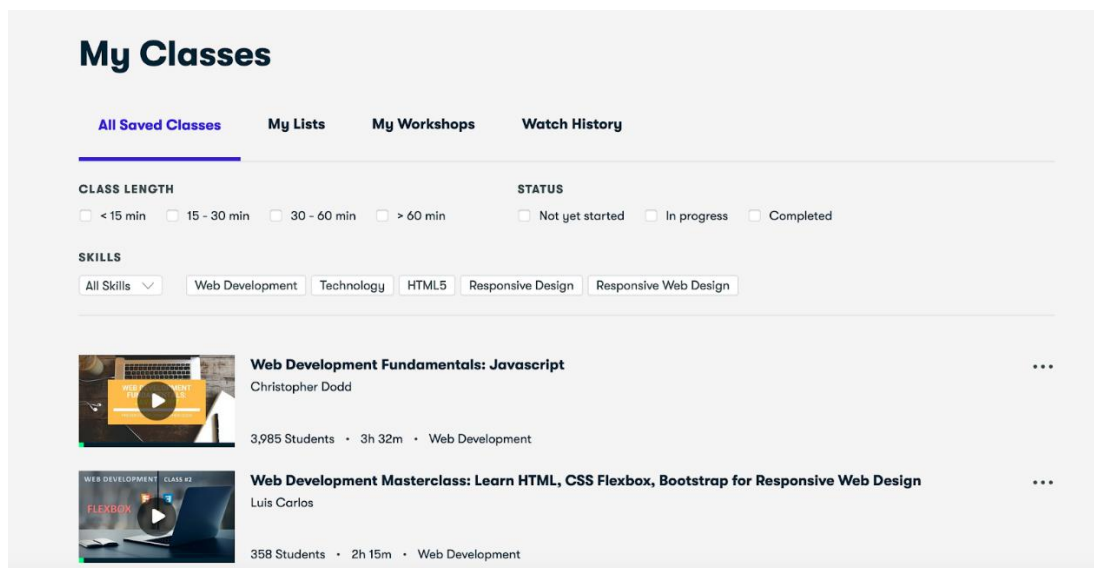 My Classes
All Saved Classes My Lists My Workshops Watch History
CLASS LENGTH STATUS
< 15 min 15 - 30 min 30 - 60 min > 60 min Not yet started In progress Completed
SKILLS
All Skills Web Development Technology HTML5 Responsive Design Responsive Web Design
WEB DEVELOPMENT
FUNDAMENTALS
Web Development Fundamentals: Javascript
Christopher Dodd
3,985 Students • 3h 32m • Web Development
WEB DEVELOPMENT CLASS #2
FLEXBOX
Web Development Masterclass: Learn HTML, CSS Flexbox, Bootstrap for Responsive Web Design
Luis Carlos
358 Students • 2h 15m • Web Development